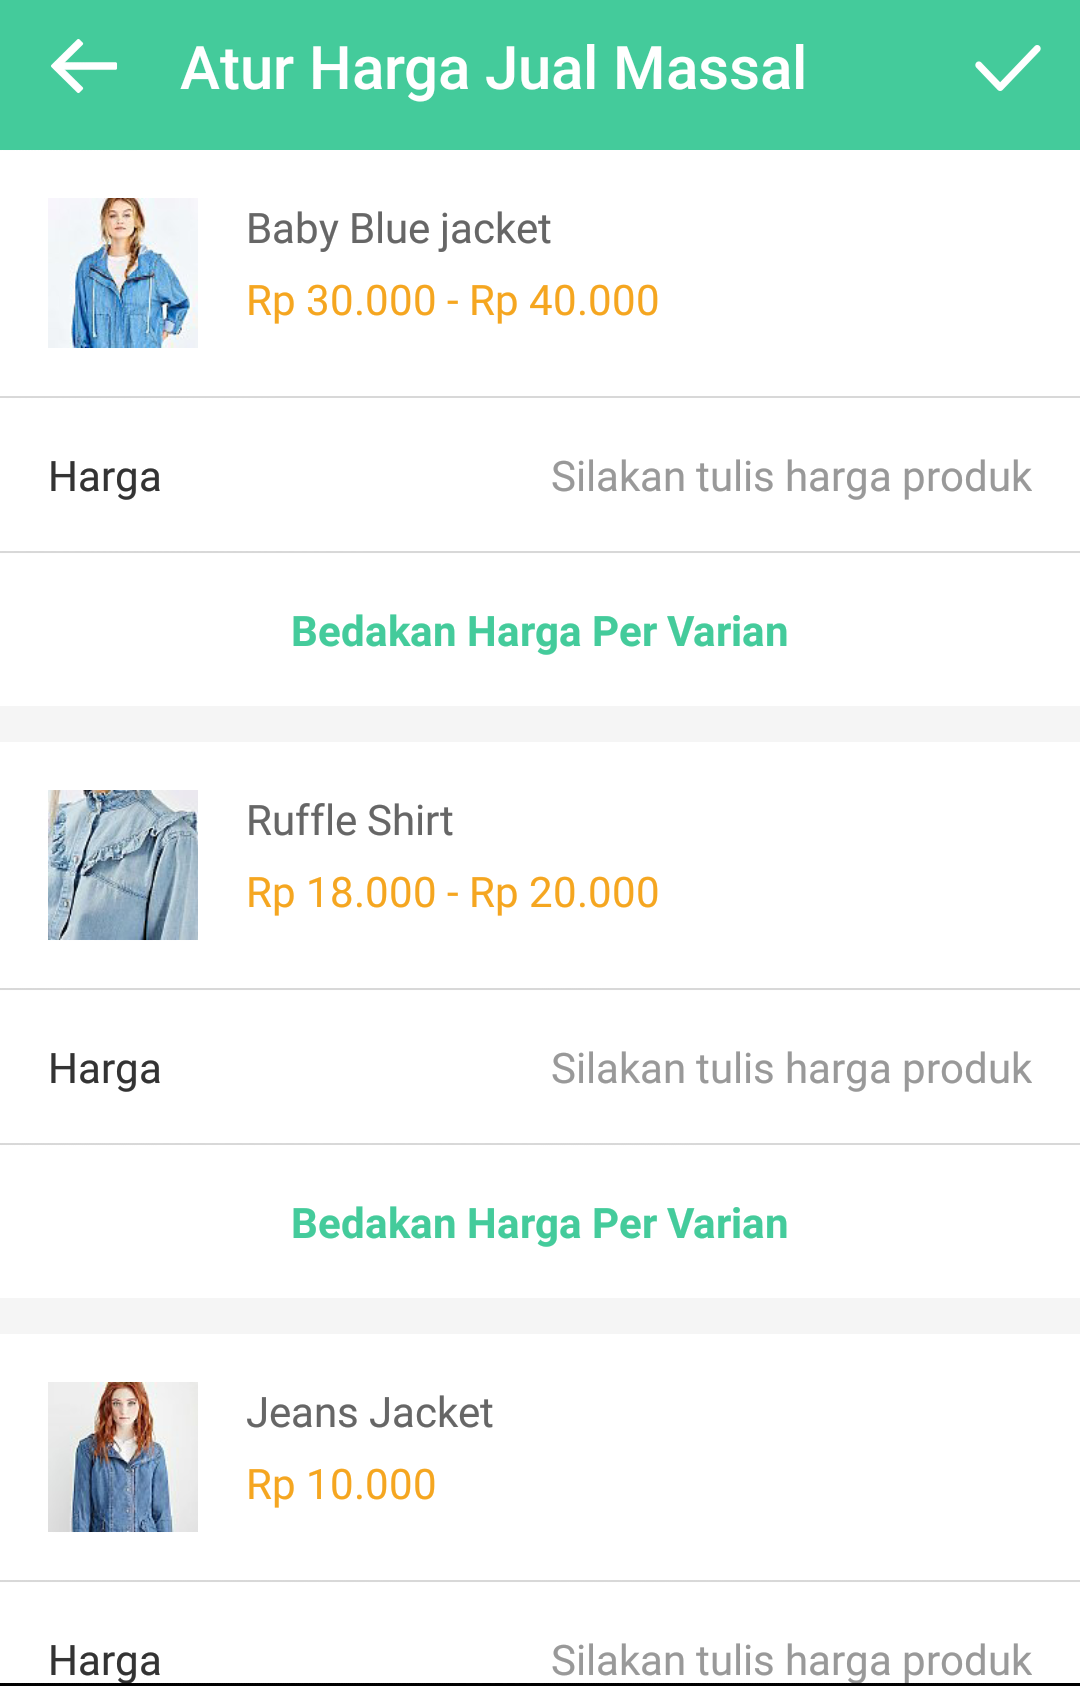 Atur Harga Jual Massal
Baby Blue jacket
Rp 30.000 - Rp 40.000
Harga
Silakan tulis harga produk
Bedakan Harga Per Varian
Ruffle Shirt
Rp 18.000 - Rp 20.000
Harga
Silakan tulis harga produk
Bedakan Harga Per Varian
Jeans Jacket
Rp 10.000
Harga
Silakan tulis harga produk